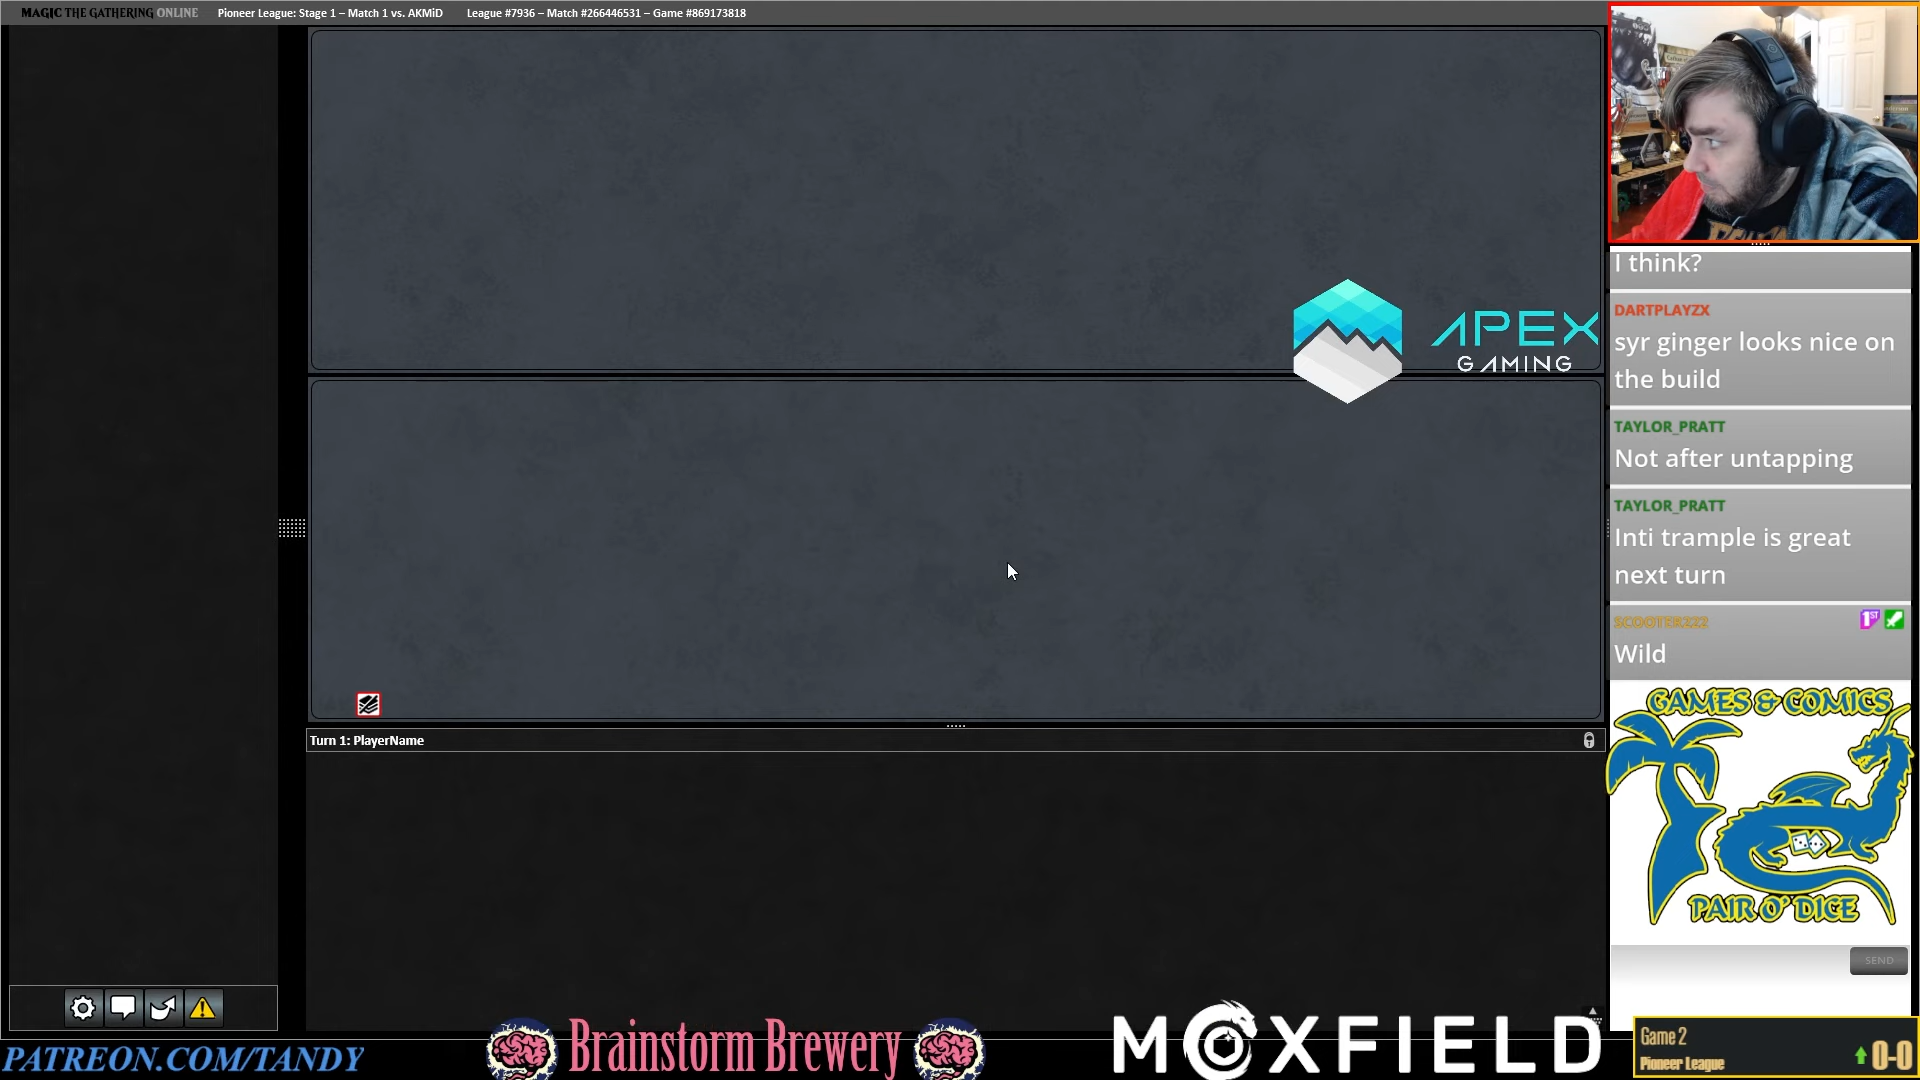 MAGIC THE GATHERING ONLINE Pioneer League: Stage 1 – Match 1 vs. AKMiD League #7936 – Match #266446531 – Game #869173818
APEX
GAMING
I think?
DARTPLAYZX
syr ginger looks nice on
the build
TAYLOR_PRATT
Not after untapping
TAYLOR_PRATT
Inti trample is great
next turn
SCOOTER222
1ST
Wild
Turn 1: PlayerName
GAMES & COMICS
PAIR O' DICE
SEND
PATREON.COM/TANDY
Brainstorm Brewery
MOXFIELD
Game 2
Pioneer League
0-0